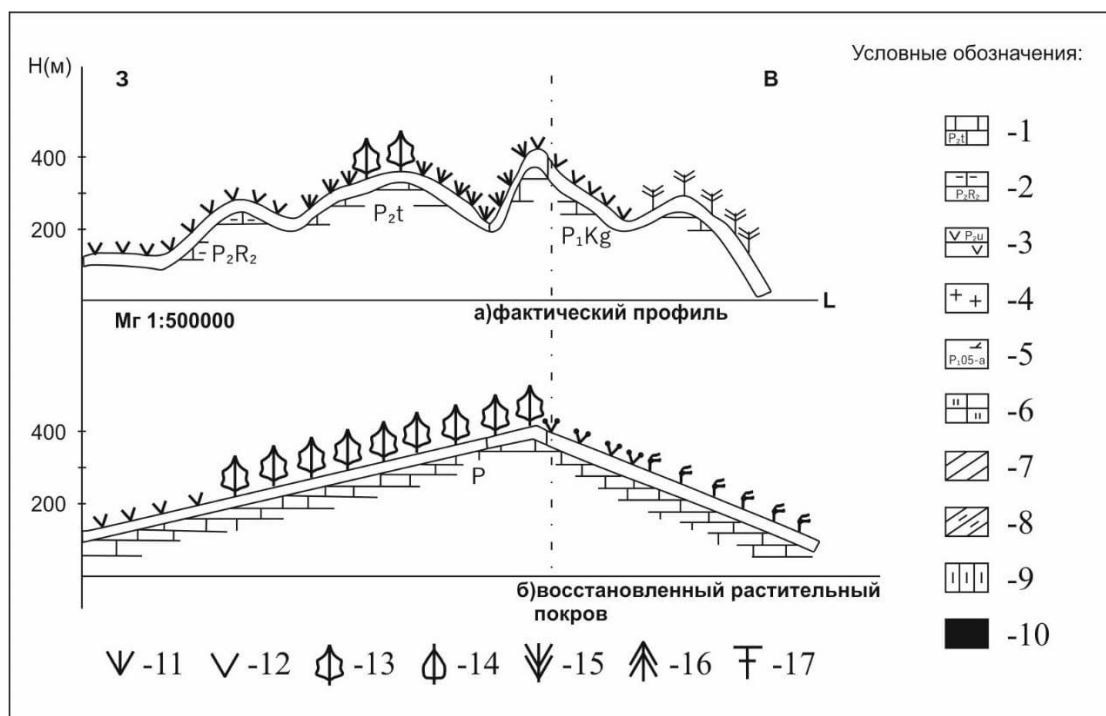 Условные обозначения:
Н(м)
З
В
400
200
P₂R₂
P₂t
P₁Kg
L
Мг 1:500000
а)фактический профиль
400
200
P
б)восстановленный растительный
покров
P₂t -1
P₂R₂ -2
P₂u -3
-4
P₁05-a -5
-6
-7
-8
-9
-10
-11 -12 -13 -14 -15 -16 -17